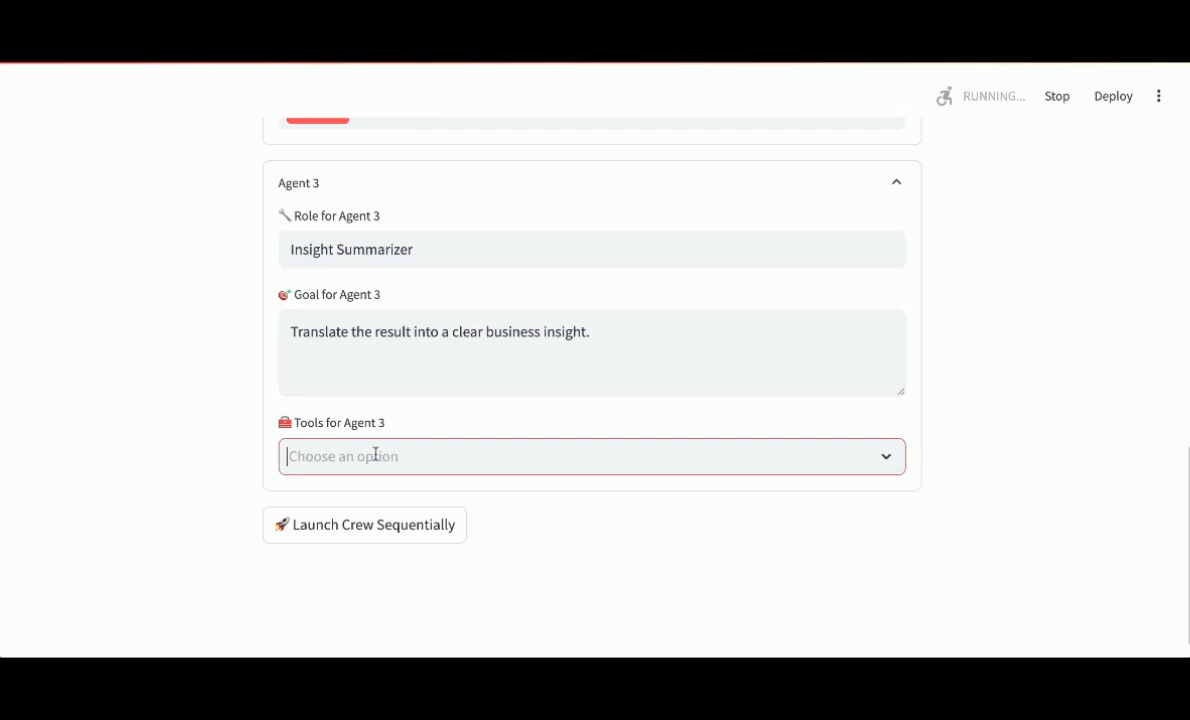 RUNNING...
Stop
Deploy
Agent 3
Role for Agent 3
Insight Summarizer
Goal for Agent 3
Translate the result into a clear business insight.
Tools for Agent 3
Choose an option
Launch Crew Sequentially